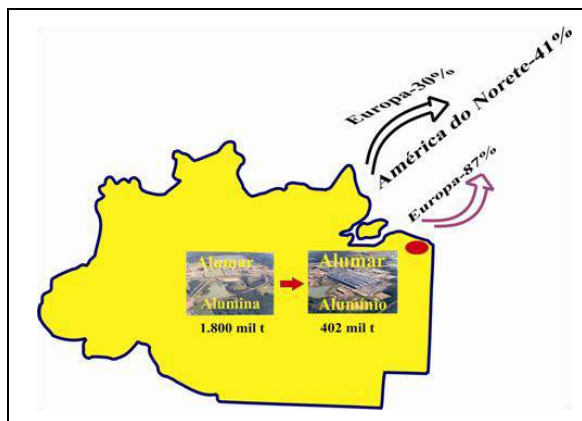 Europa-30%
América do Norete-41%
Europa-87%
Alumar
Alumina
1.800 mil t
Alumar
Alumínio
402 mil t